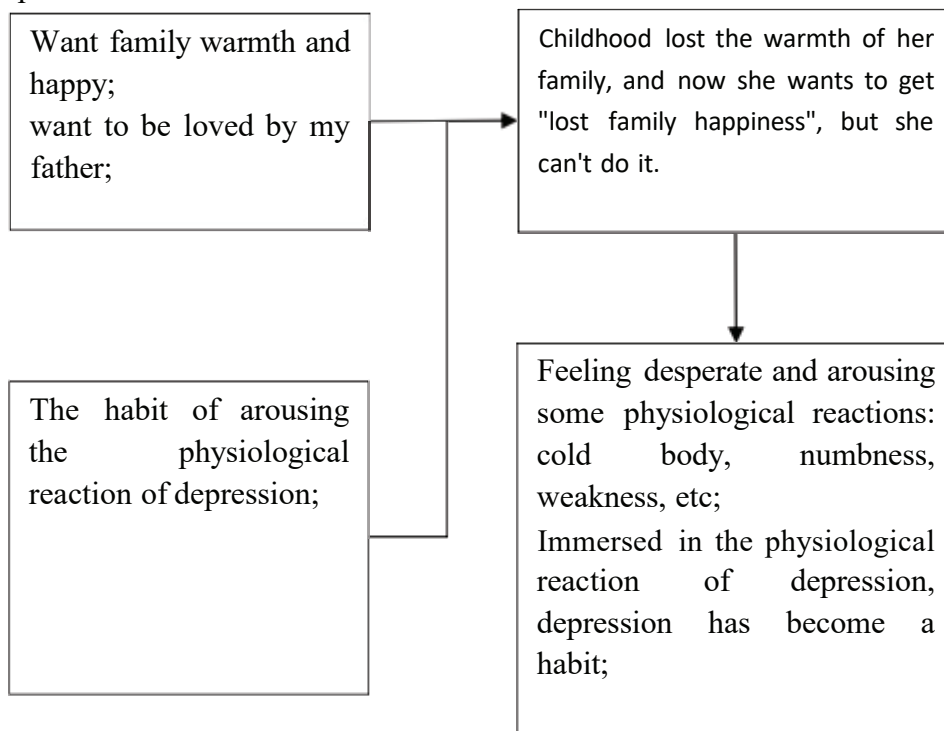 Want family warmth and
happy;
want to be loved by my
father;
Childhood lost the warmth of her
family, and now she wants to get
"lost family happiness", but she
can't do it.
The habit of arousing
the physiological
reaction of depression;
Feeling desperate and arousing
some physiological reactions:
cold body, numbness,
weakness, etc;
Immersed in the physiological
reaction of depression,
depression has become a
habit;